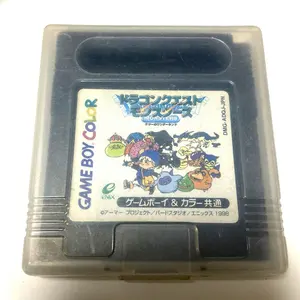 ドラゴンクエスト
モンスターズ
GAME BOY COLOR
ENIX
ゲームボーイ & カラー 共通
©アーマー プロジェクト/バードスタジオ/エニックス 1998